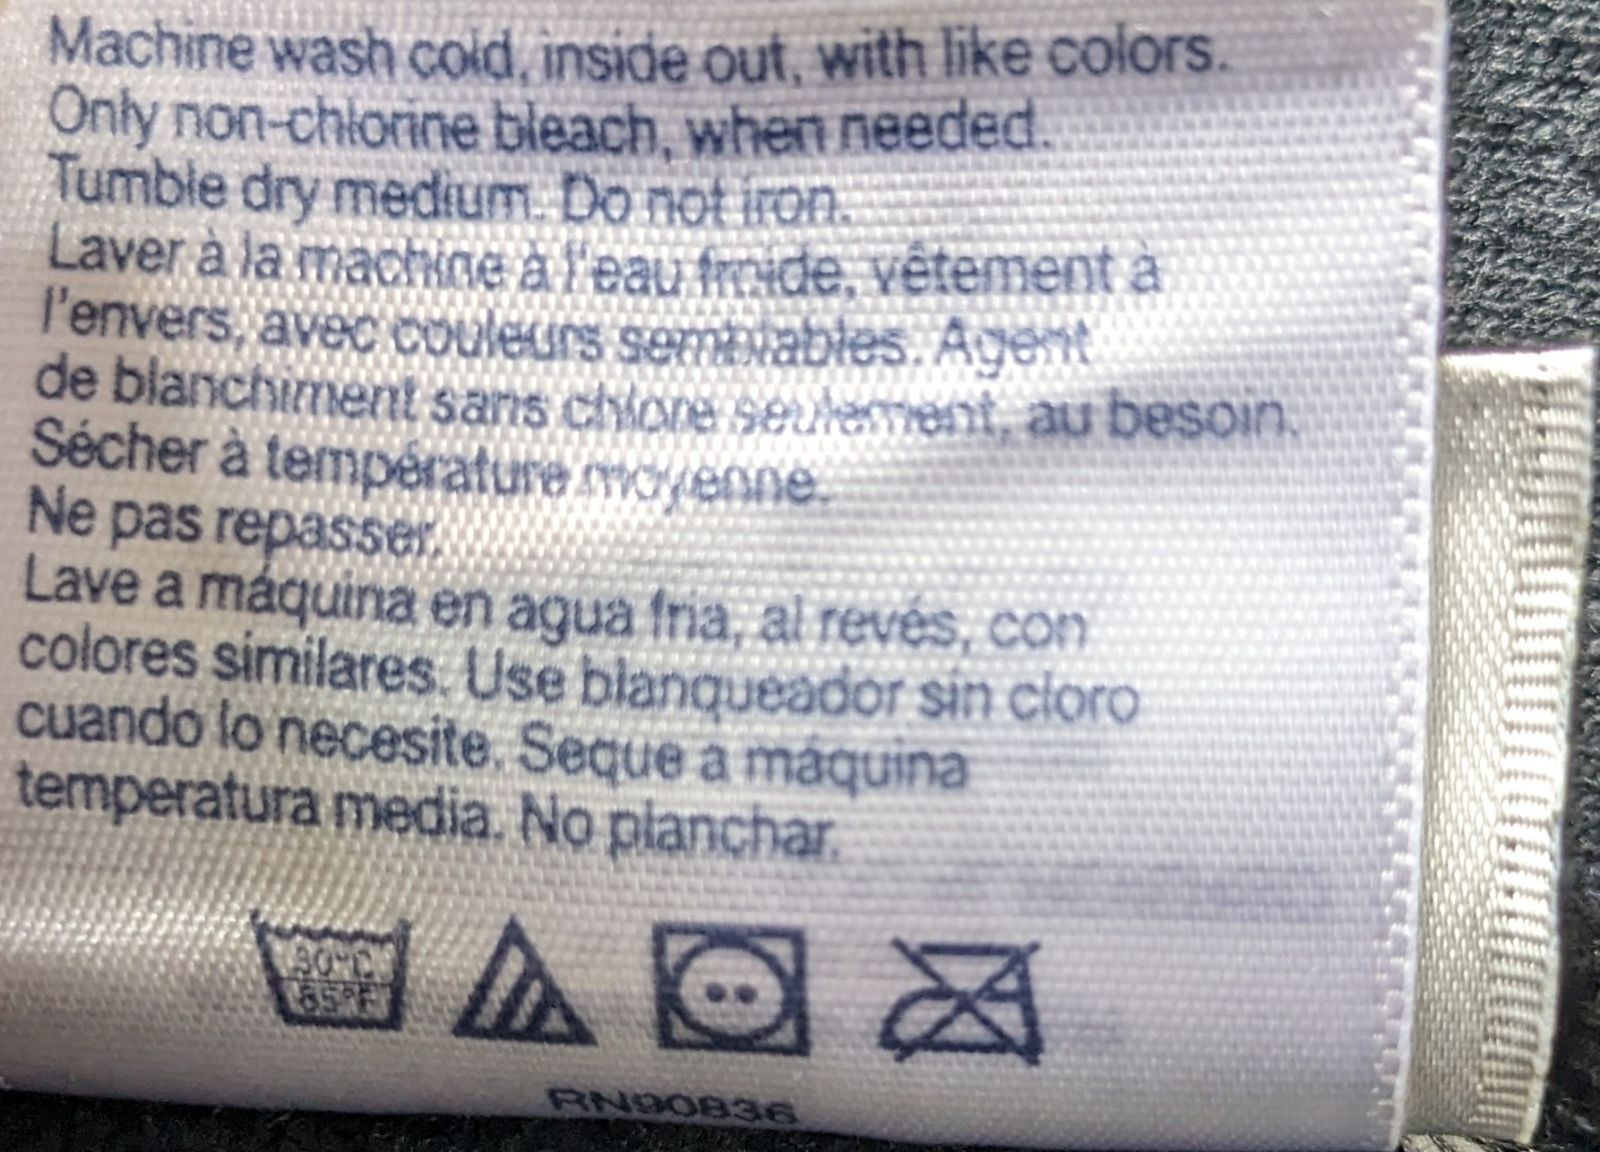 Machine wash cold, inside out, with like colors.
Only non-chlorine bleach, when needed.
Tumble dry medium. Do not iron.
Laver à la machine à l'eau froide, vêtement à
l'envers, avec couleurs semblables. Agent
de blanchiment sans chlore seulement, au besoin.
Sécher à température moyenne.
Ne pas repasser.
Lave a máquina en agua fria, al revés, con
colores similares. Use blanqueador sin cloro
cuando lo necesite. Seque a máquina
temperatura media. No planchar.
30°C
85°F
RN90836